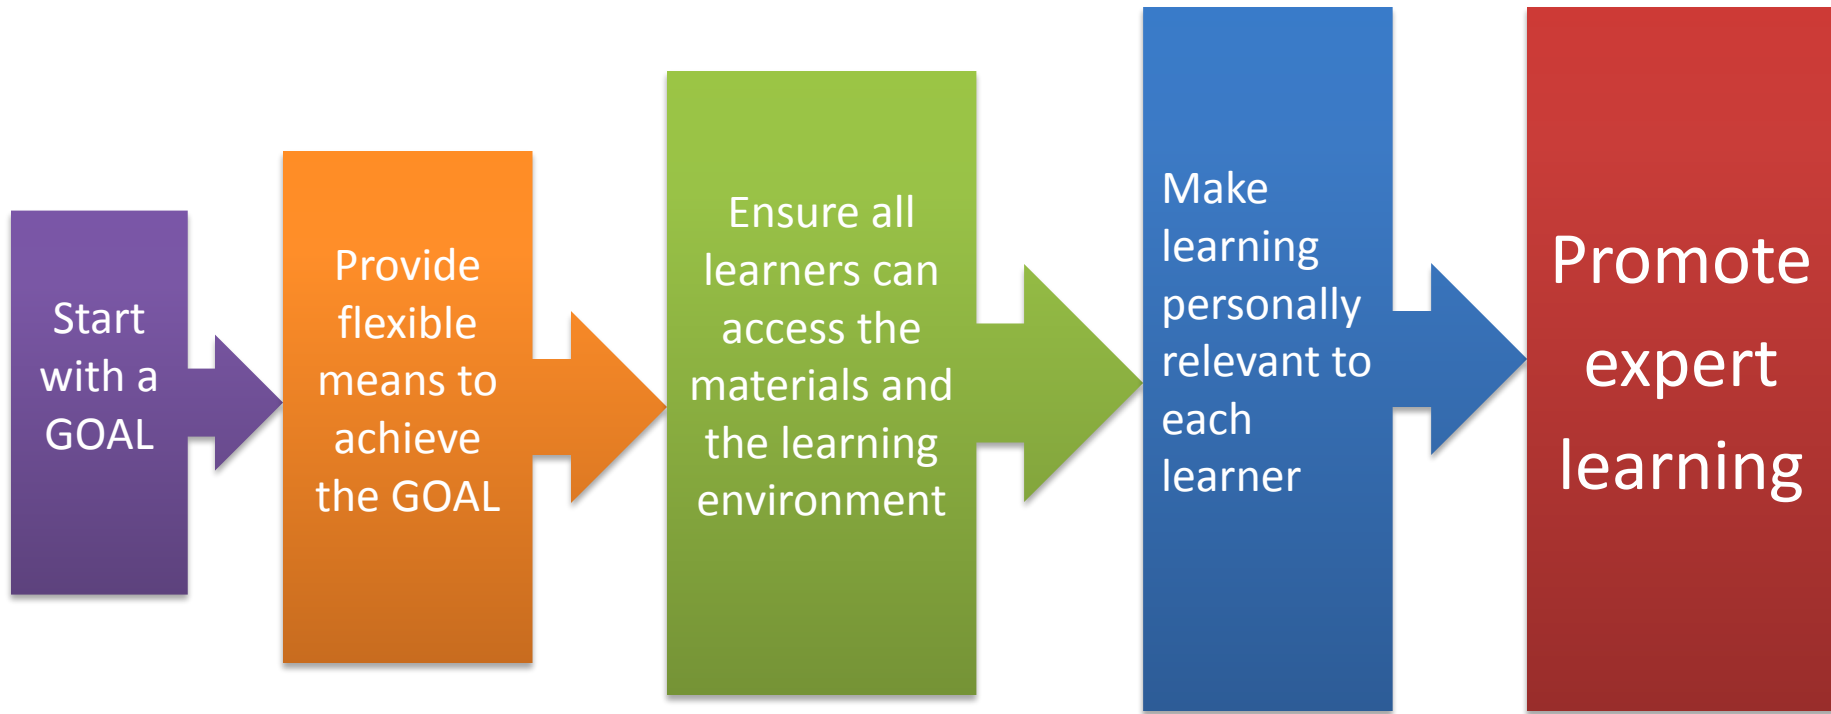 Start
with a
GOAL
Provide
flexible
means to
achieve
the GOAL
Ensure all
learners can
access the
materials and
the learning
environment
Make
learning
personally
relevant to
each
learner
Promote
expert
learning